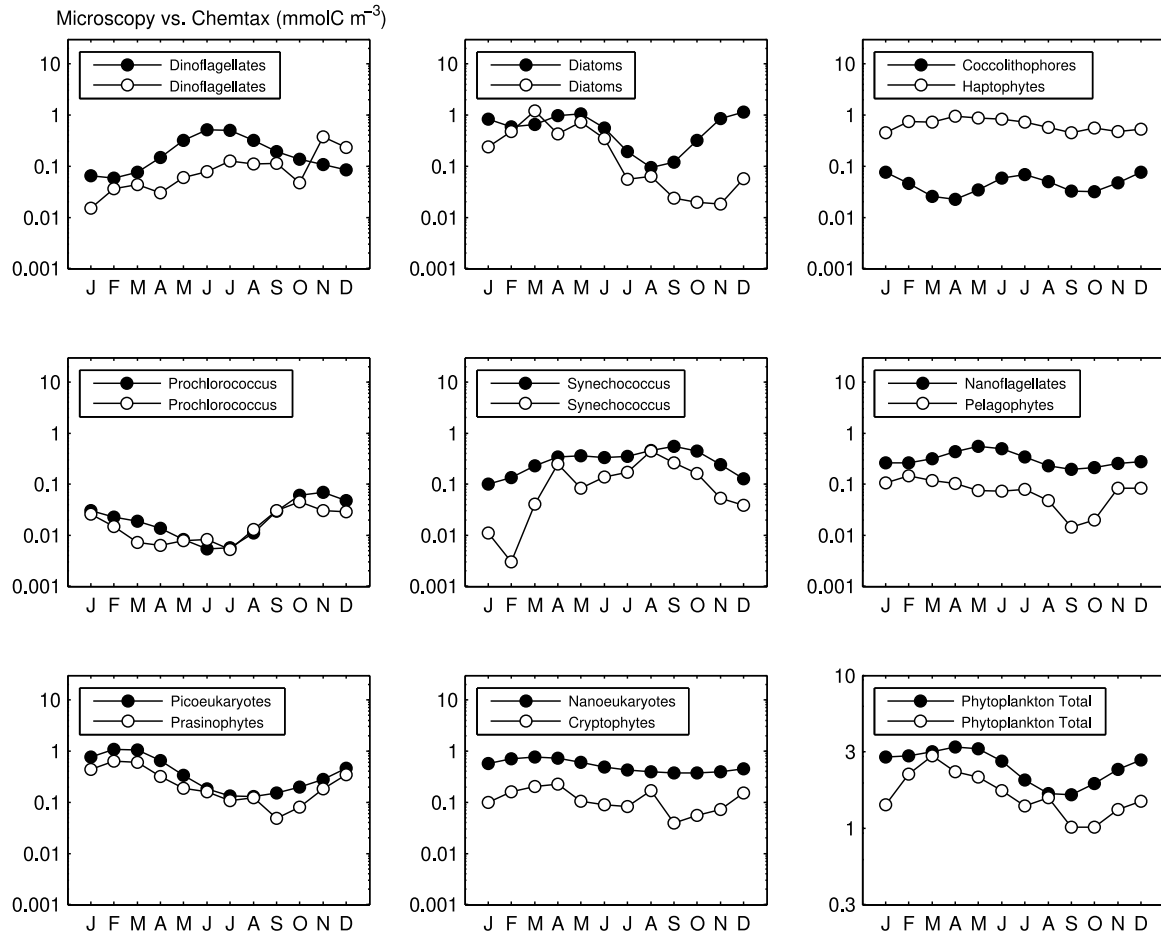 Microscopy vs. Chemtax (mmolC m⁻³)
10
1
0.1
0.01
0.001
Dinoflagellates
Dinoflagellates
J F M A M J J A S O N D
10
1
0.1
0.01
0.001
Diatoms
Diatoms
J F M A M J J A S O N D
10
1
0.1
0.01
0.001
Coccolithophores
Haptophytes
J F M A M J J A S O N D
10
1
0.1
0.01
0.001
Prochlorococcus
Prochlorococcus
J F M A M J J A S O N D
10
1
0.1
0.01
0.001
Synechococcus
Synechococcus
J F M A M J J A S O N D
10
1
0.1
0.01
0.001
Nanoflagellates
Pelagophytes
J F M A M J J A S O N D
10
1
0.1
0.01
0.001
Picoeukaryotes
Prasinophytes
J F M A M J J A S O N D
10
1
0.1
0.01
0.001
Nanoeukaryotes
Cryptophytes
J F M A M J J A S O N D
10
3
1
0.3
Phytoplankton Total
Phytoplankton Total
J F M A M J J A S O N D